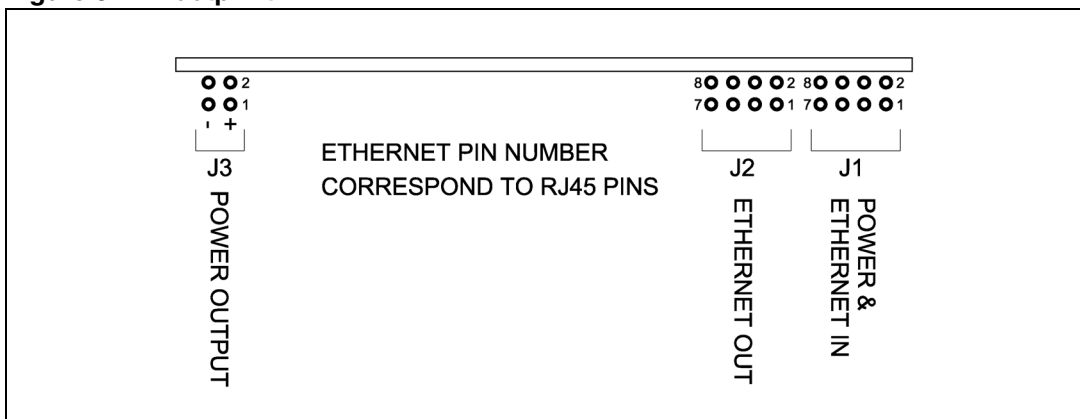 2
1
- +
J3
POWER OUTPUT
ETHERNET PIN NUMBER
CORRESPOND TO RJ45 PINS
8 2 8 2
7 1 7 1
J2
ETHERNET OUT
J1
POWER &
ETHERNET IN